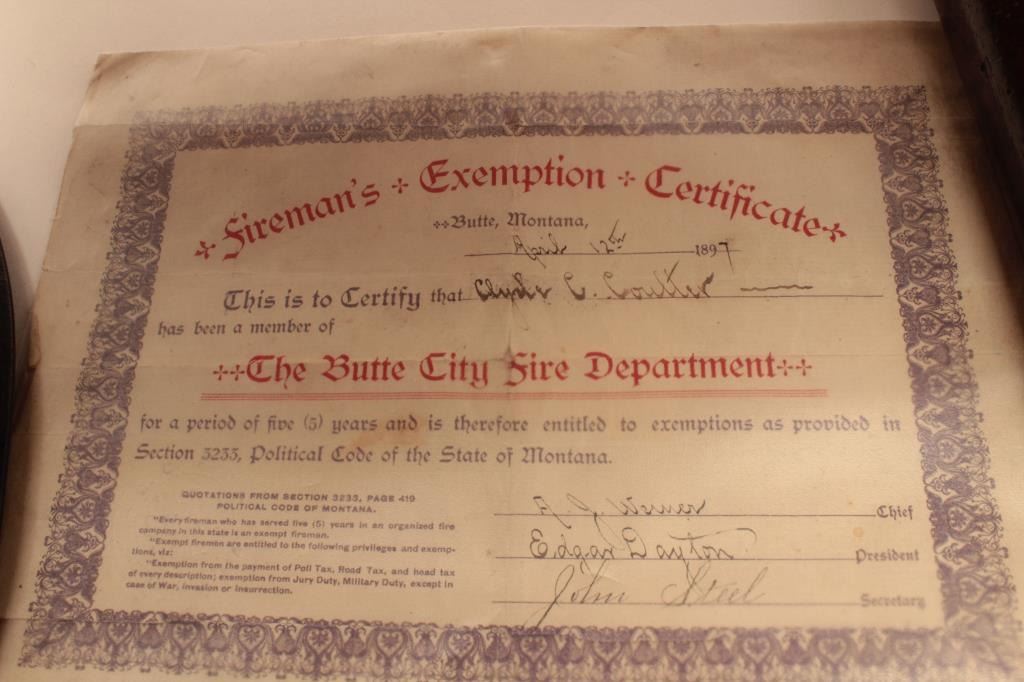 Fireman's Exemption Certificate
Butte, Montana,
April 12th 1897
This is to Certify that Clyde C. Coulter
has been a member of
The Butte City Fire Department
for a period of five (5) years and is therefore entitled to exemptions as provided in
Section 3233, Political Code of the State of Montana.
QUOTATIONS FROM SECTION 3233, PAGE 419
POLITICAL CODE OF MONTANA.
"Every fireman who has served five (5) years in an organized fire
company in this state is an exempt fireman.
"Exempt firemen are entitled to the following privileges and exemp-
tions, viz:
"Exemption from the payment of Poll Tax, Road Tax, and head tax
of every description; exemption from Jury Duty, Military Duty, except in
case of War, invasion or insurrection.
J. Chief
Edgar Dayton President
John Steel Secretary